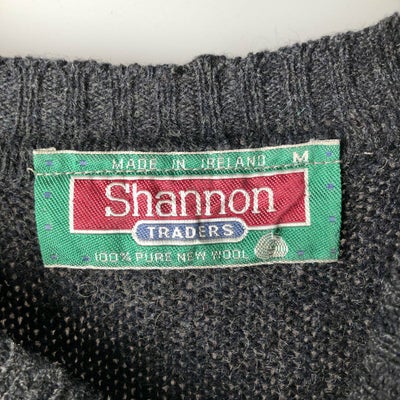 MADE IN IRELAND M
Shannon
TRADERS
100% PURE NEW WOOL